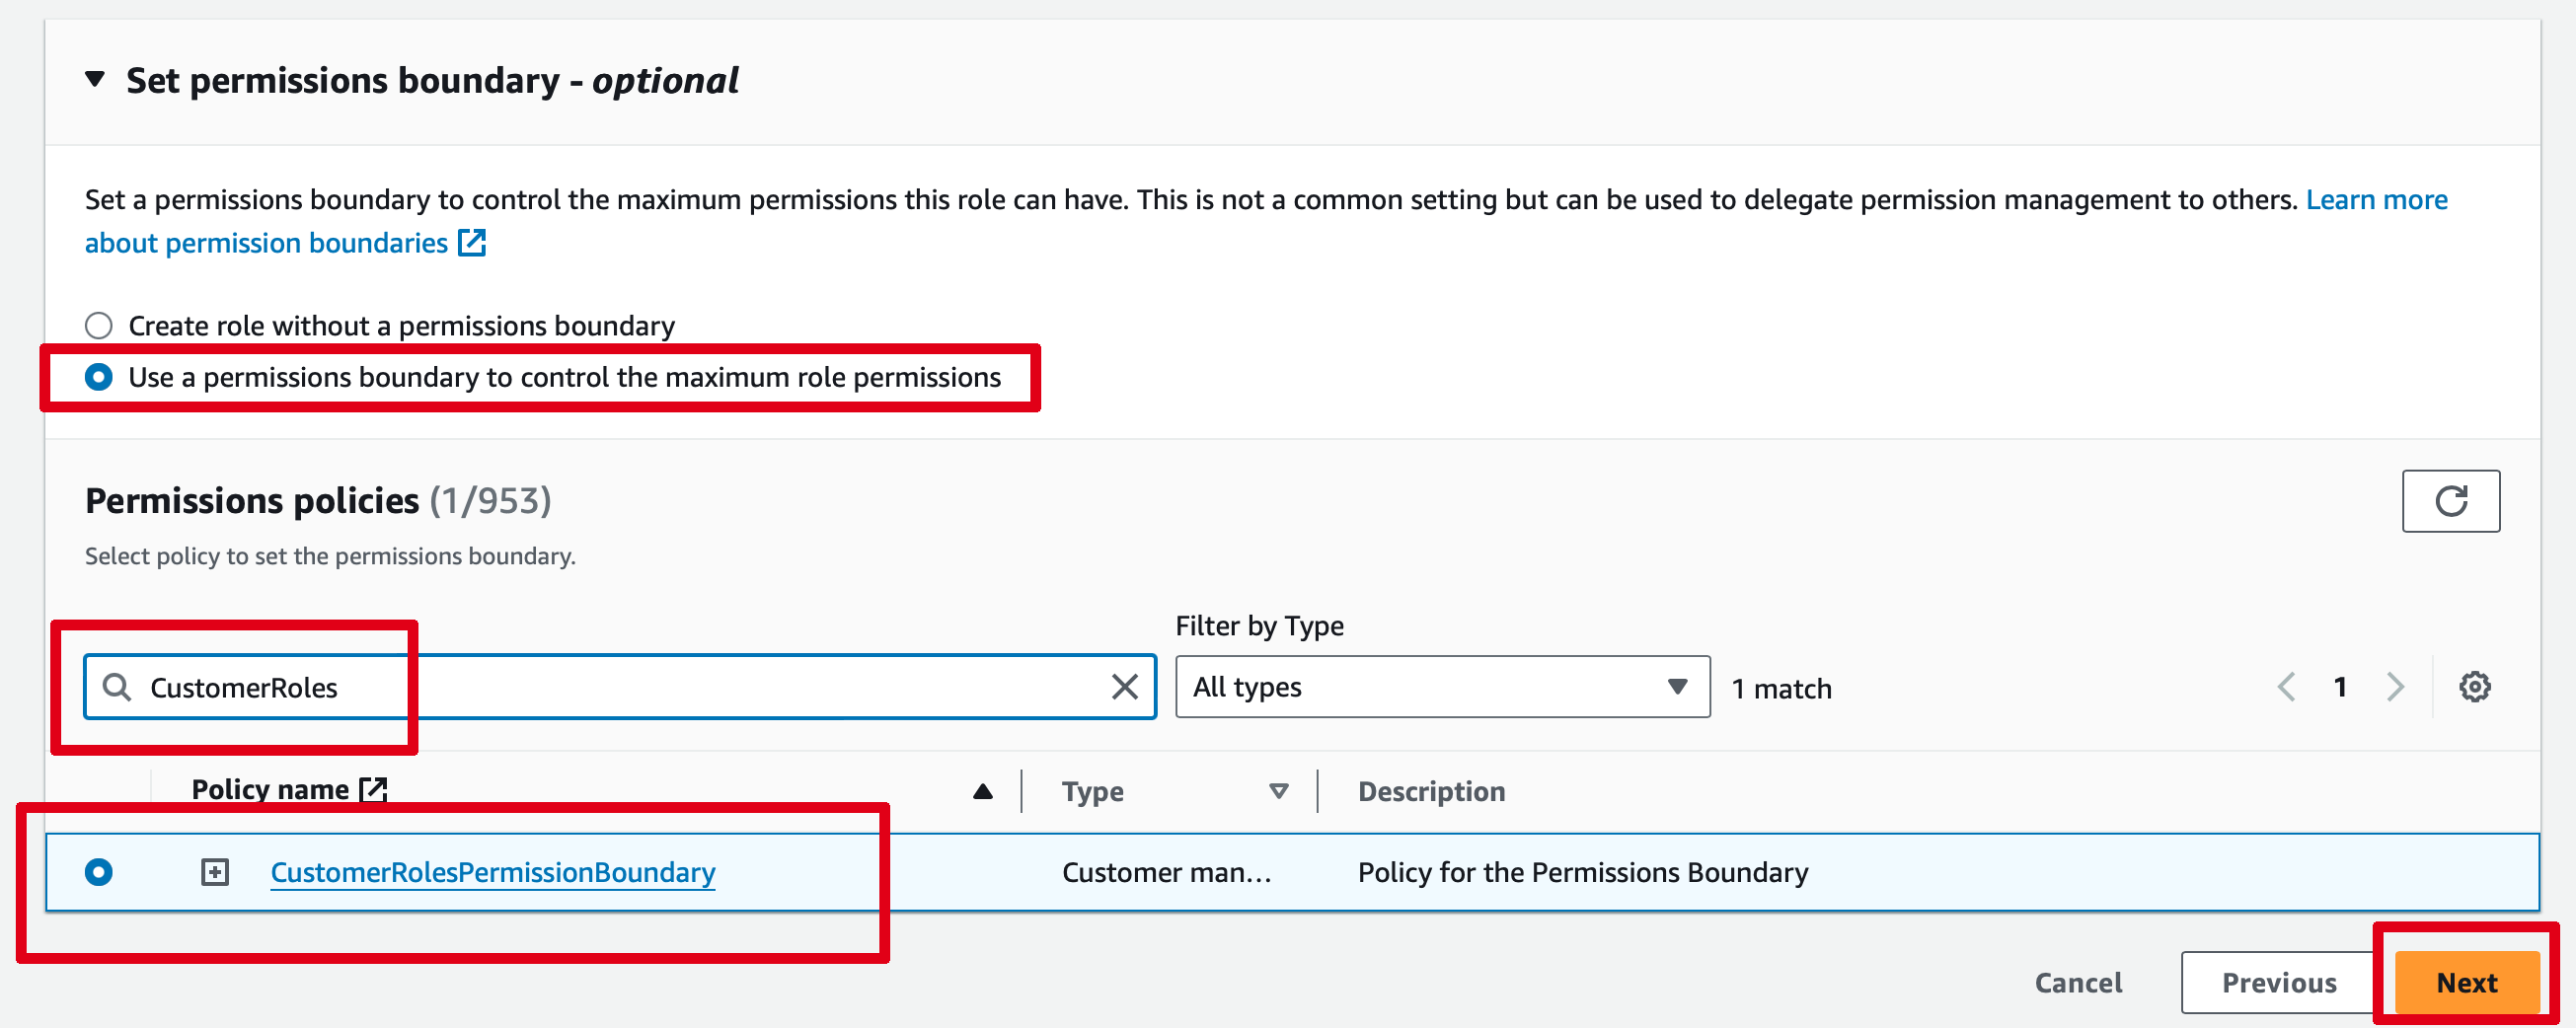 Set permissions boundary - optional
Set a permissions boundary to control the maximum permissions this role can have. This is not a common setting but can be used to delegate permission management to others. Learn more
about permission boundaries
Create role without a permissions boundary
Use a permissions boundary to control the maximum role permissions
Permissions policies (1/953)
Select policy to set the permissions boundary.
Filter by Type
CustomerRoles All types 1 match 1
Policy name Type Description
CustomerRolesPermissionBoundary Customer man... Policy for the Permissions Boundary
Cancel Previous Next